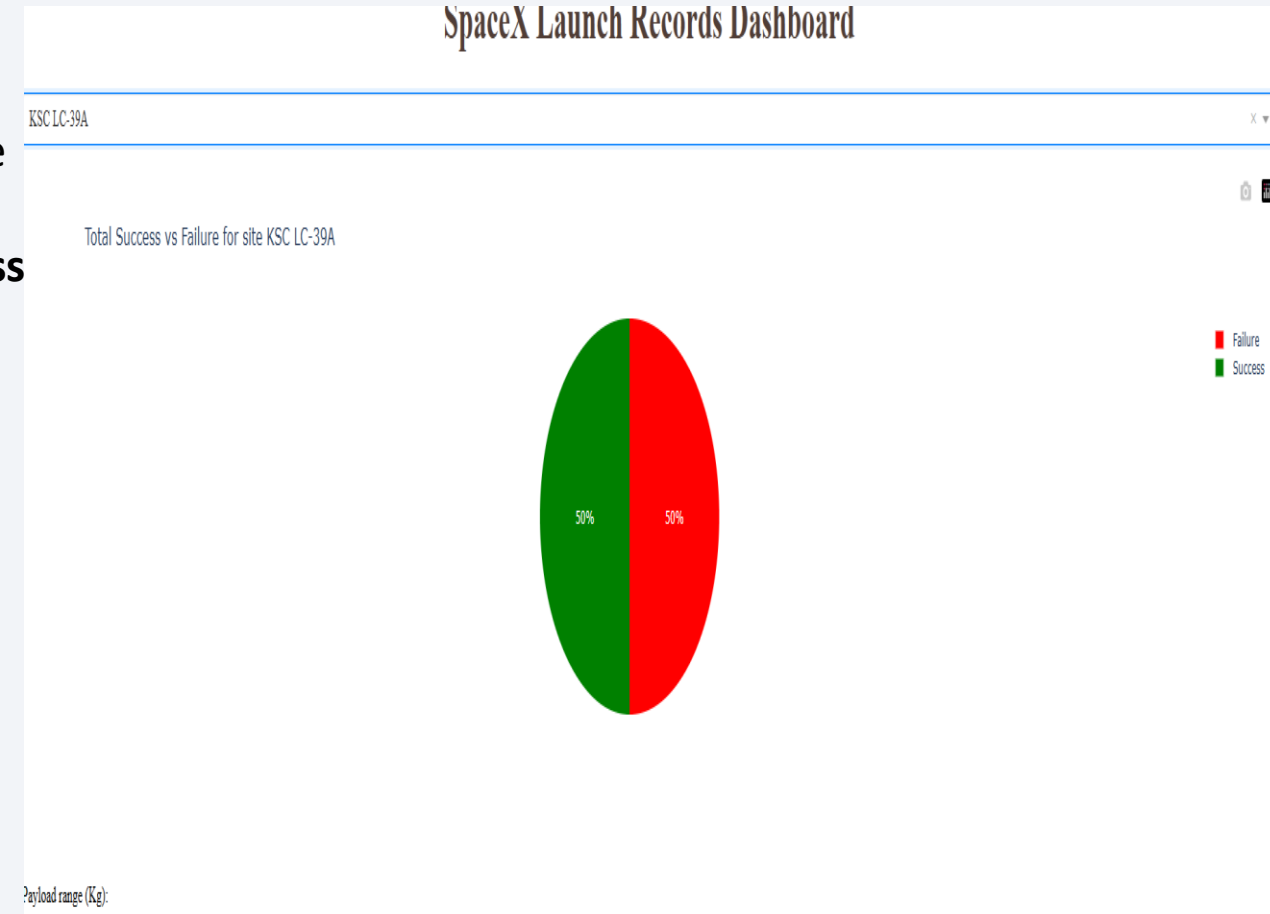 SpaceX Launch Records Dashboard
KSC LC-39A
x ▾
e
Total Success vs Failure for site KSC LC-39A
ss
Failure
Success
50%
50%
Payload range (Kg):